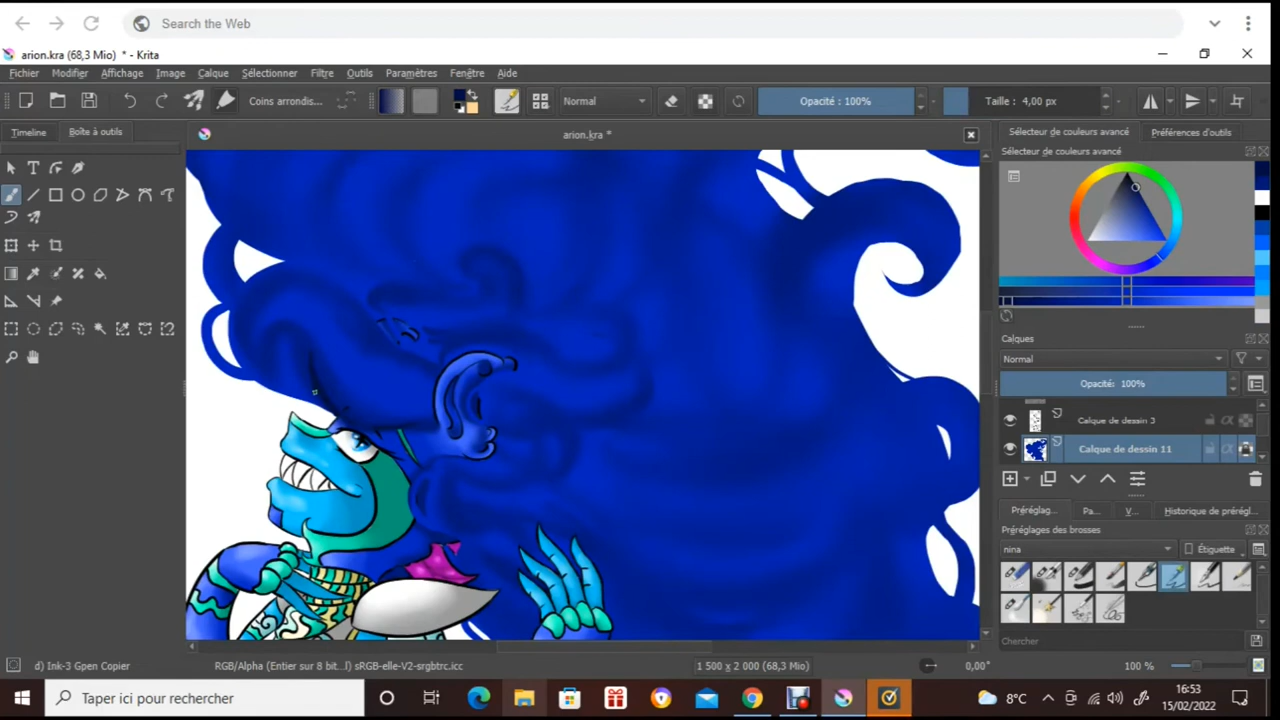 Search the Web
arion.kra (68,3 Mio) * - Krita
Fichier Modifier Affichage Image Calque Sélectionner Filtre Outils Paramètres Fenêtre Aide
Coins arrondis... Normal Opacité : 100% Taille : 4,00 px
Timeline Boîte à outils arion.kra * Sélecteur de couleurs avancé Préférences d'outils
Sélecteur de couleurs avancé
Calques
Normal
Opacité: 100%
Calque de dessin 3
Calque de dessin 11
Préréglag... Pa... V... Historique de prérégl...
Préréglages des brosses
nina Étiquette
Chercher
d) Ink-3 Gpen Copier RGB/Alpha (Entier sur 8 bit...l) sRGB-elle-V2-srgbtrc.icc 1 500 x 2 000 (68,3 Mio) 0,00° 100 %
Taper ici pour rechercher 8°C 16:53
15/02/2022